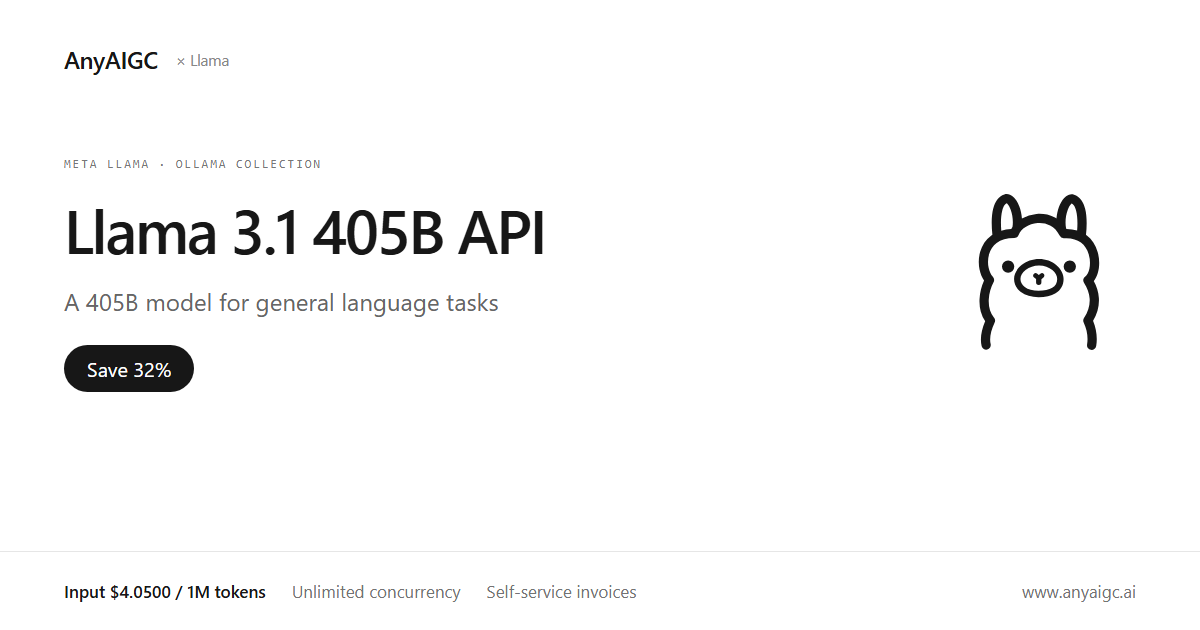 AnyAIGC × Llama
META LLAMA · OLLAMA COLLECTION
Llama 3.1 405B API
A 405B model for general language tasks
Save 32%
Input $4.0500 / 1M tokens Unlimited concurrency Self-service invoices www.anyaigc.ai